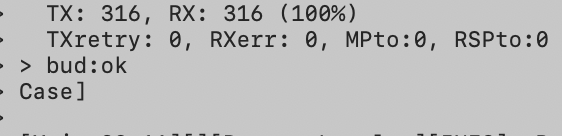 > TX: 316, RX: 316 (100%)
> TXretry: 0, RXerr: 0, MPto:0, RSPto:0
> > bud:ok
> Case]
>